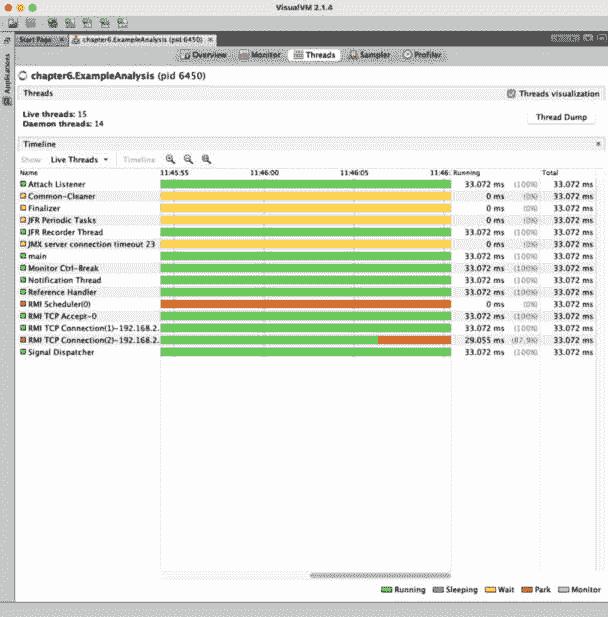 VisualVM 2.1.4
Start Page chapter6.ExampleAnalysis (pid 6450)
Applications
Overview Monitor Threads Sampler Profiler
chapter6.ExampleAnalysis (pid 6450)
Threads Threads visualization
Live threads: 15
Daemon threads: 14
Thread Dump
Timeline
Show Live Threads Timeline
Name 11:45:55 11:46:00 11:46:05 11:46: Running Total
Attach Listener 33.072 ms (100%) 33.072 ms
Common-Cleaner 0 ms (0%) 33.072 ms
Finalizer 0 ms (0%) 33.072 ms
JFR Periodic Tasks 0 ms (0%) 33.072 ms
JFR Recorder Thread 33.072 ms (100%) 33.072 ms
JMX server connection timeout 23 0 ms (0%) 33.072 ms
main 33.072 ms (100%) 33.072 ms
Monitor Ctrl-Break 33.072 ms (100%) 33.072 ms
Notification Thread 33.072 ms (100%) 33.072 ms
Reference Handler 33.072 ms (100%) 33.072 ms
RMI Scheduler(0) 0 ms (0%) 33.072 ms
RMI TCP Accept-0 33.072 ms (100%) 33.072 ms
RMI TCP Connection(1)-192.168.2. 33.072 ms (100%) 33.072 ms
RMI TCP Connection(2)-192.168.2. 29.055 ms (87,9%) 33.072 ms
Signal Dispatcher 33.072 ms (100%) 33.072 ms
Running Sleeping Wait Park Monitor